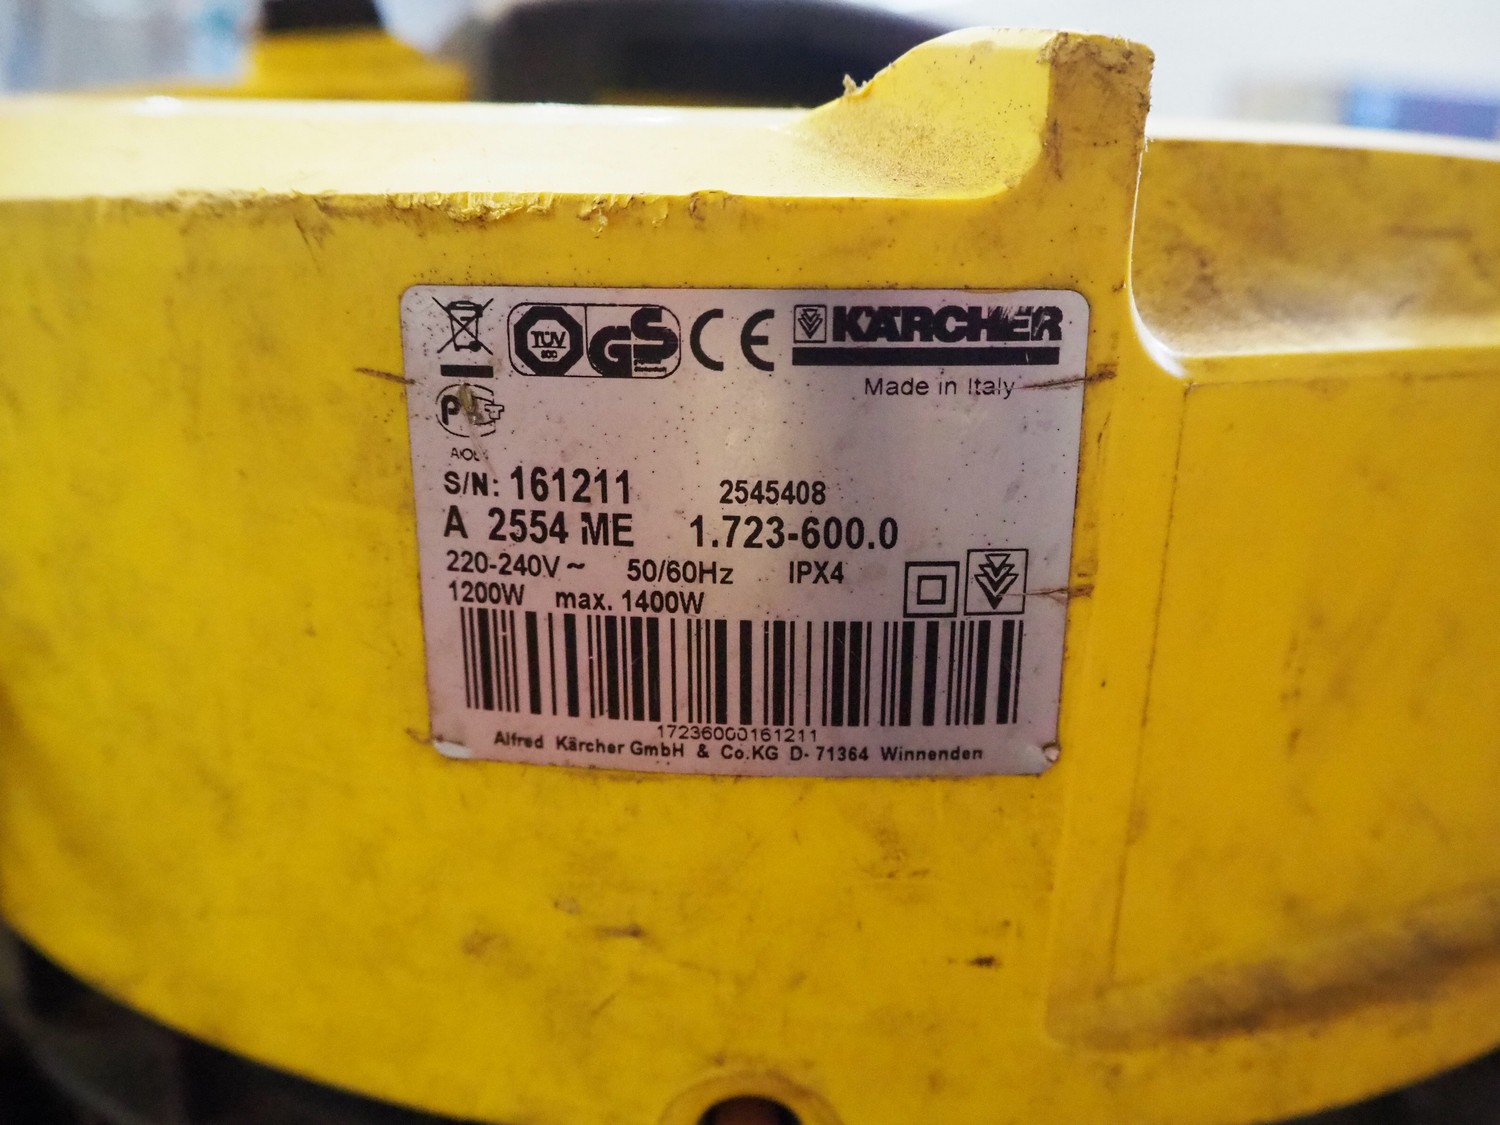 TÜV
GS
CE
KÄRCHER
Made in Italy
S/N: 161211 2545408
A 2554 ME 1.723-600.0
220-240V ~ 50/60Hz IPX4
1200W max. 1400W
17236000161211
Alfred Kärcher GmbH & Co.KG D- 71364 Winnenden